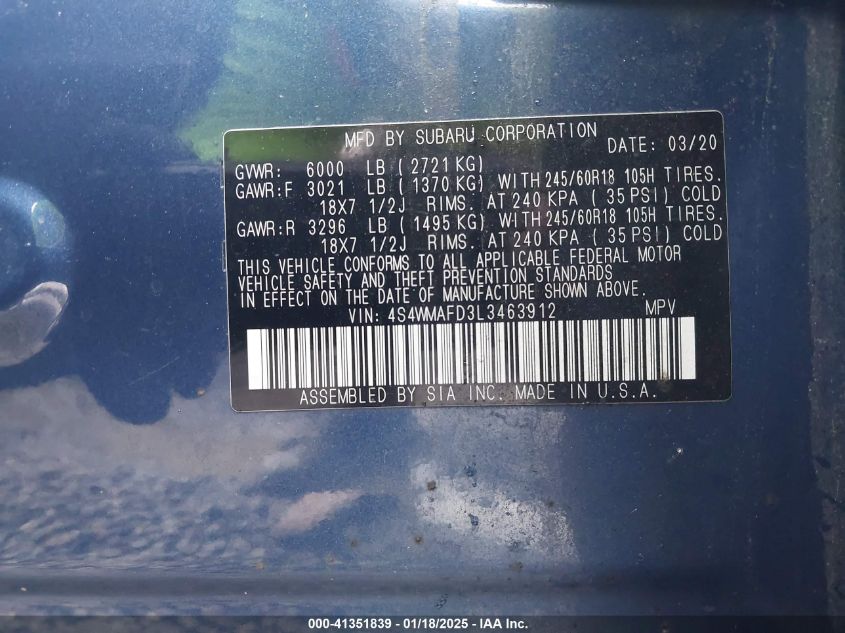 MFD BY SUBARU CORPORATION DATE: 03/20
GVWR: 6000 LB ( 2721 KG)
GAWR:F 3021 LB ( 1370 KG) WITH 245/60R18 105H TIRES.
18X7 1/2J RIMS. AT 240 KPA ( 35 PSI) COLD
GAWR:R 3296 LB ( 1495 KG) WITH 245/60R18 105H TIRES.
18X7 1/2J RIMS. AT 240 KPA ( 35 PSI) COLD
THIS VEHICLE CONFORMS TO ALL APPLICABLE FEDERAL MOTOR
VEHICLE SAFETY AND THEFT PREVENTION STANDARDS
IN EFFECT ON THE DATE OF MANUFACTURE SHOWN ABOVE.
VIN: 4S4WMAFD3L3463912 MPV
ASSEMBLED BY SIA INC. MADE IN U.S.A.
000-41351839 - 01/18/2025 - IAA Inc.